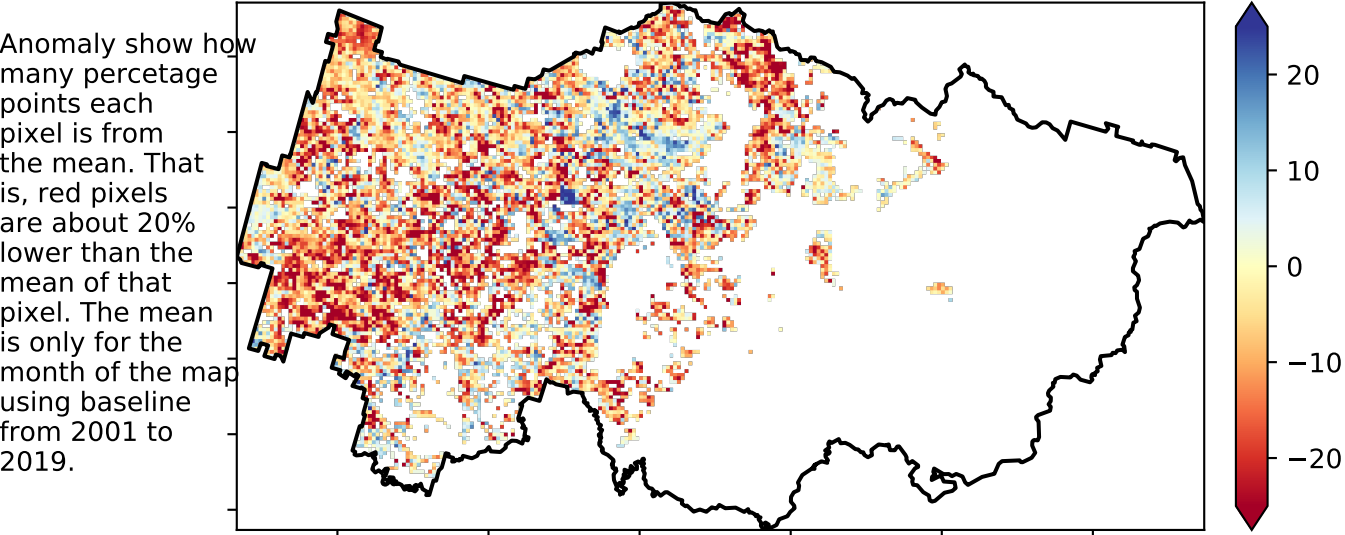 Anomaly show how
many percetage
points each
pixel is from
the mean. That
is, red pixels
are about 20%
lower than the
mean of that
pixel. The mean
is only for the
month of the map
using baseline
from 2001 to
2019.
20
10
0
−10
−20